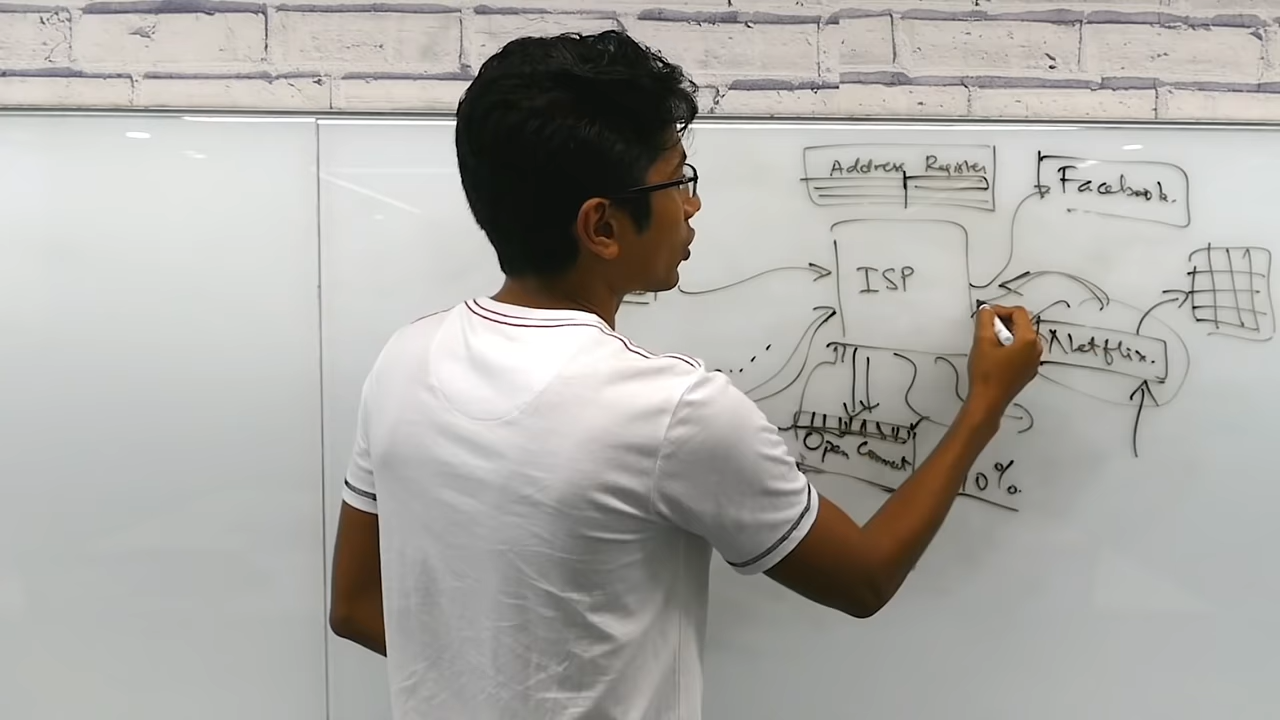 Address Register
Facebook.
ISP
Netflix.
Open Connect
10%.